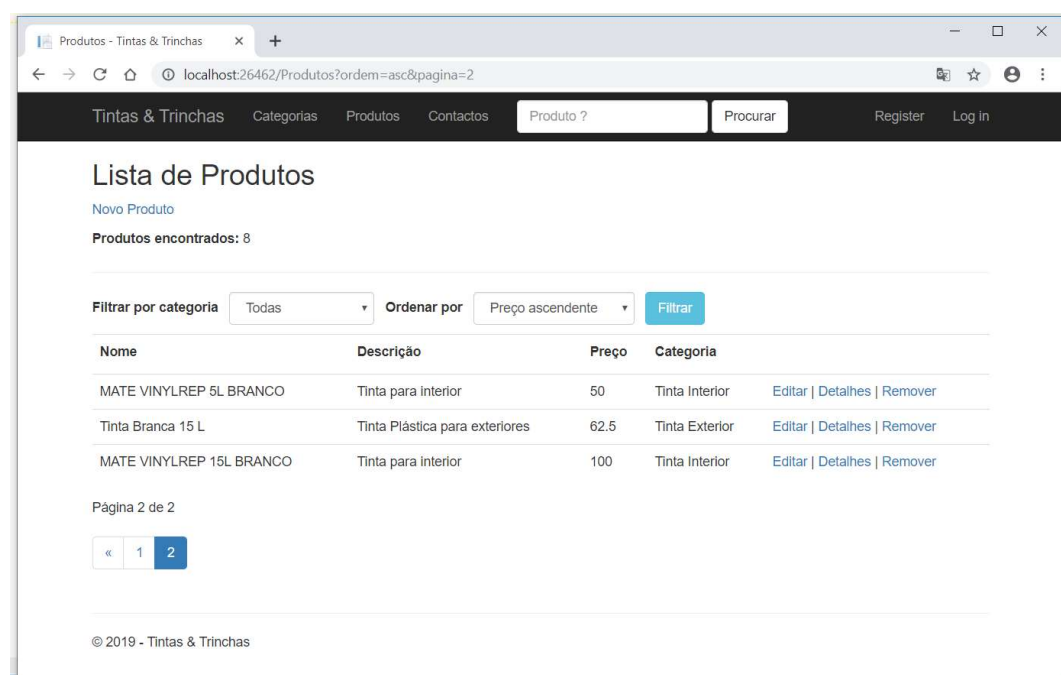 Produtos - Tintas & Trinchas
localhost:26462/Produtos?ordem=asc&pagina=2
Tintas & Trinchas Categorias Produtos Contactos Produto ? Procurar Register Log in
Lista de Produtos
Novo Produto
Produtos encontrados: 8
Filtrar por categoria Todas Ordenar por Preço ascendente Filtrar
Nome Descrição Preço Categoria
MATE VINYLREP 5L BRANCO Tinta para interior 50 Tinta Interior Editar | Detalhes | Remover
Tinta Branca 15 L Tinta Plástica para exteriores 62.5 Tinta Exterior Editar | Detalhes | Remover
MATE VINYLREP 15L BRANCO Tinta para interior 100 Tinta Interior Editar | Detalhes | Remover
Página 2 de 2
« 1 2
© 2019 - Tintas & Trinchas